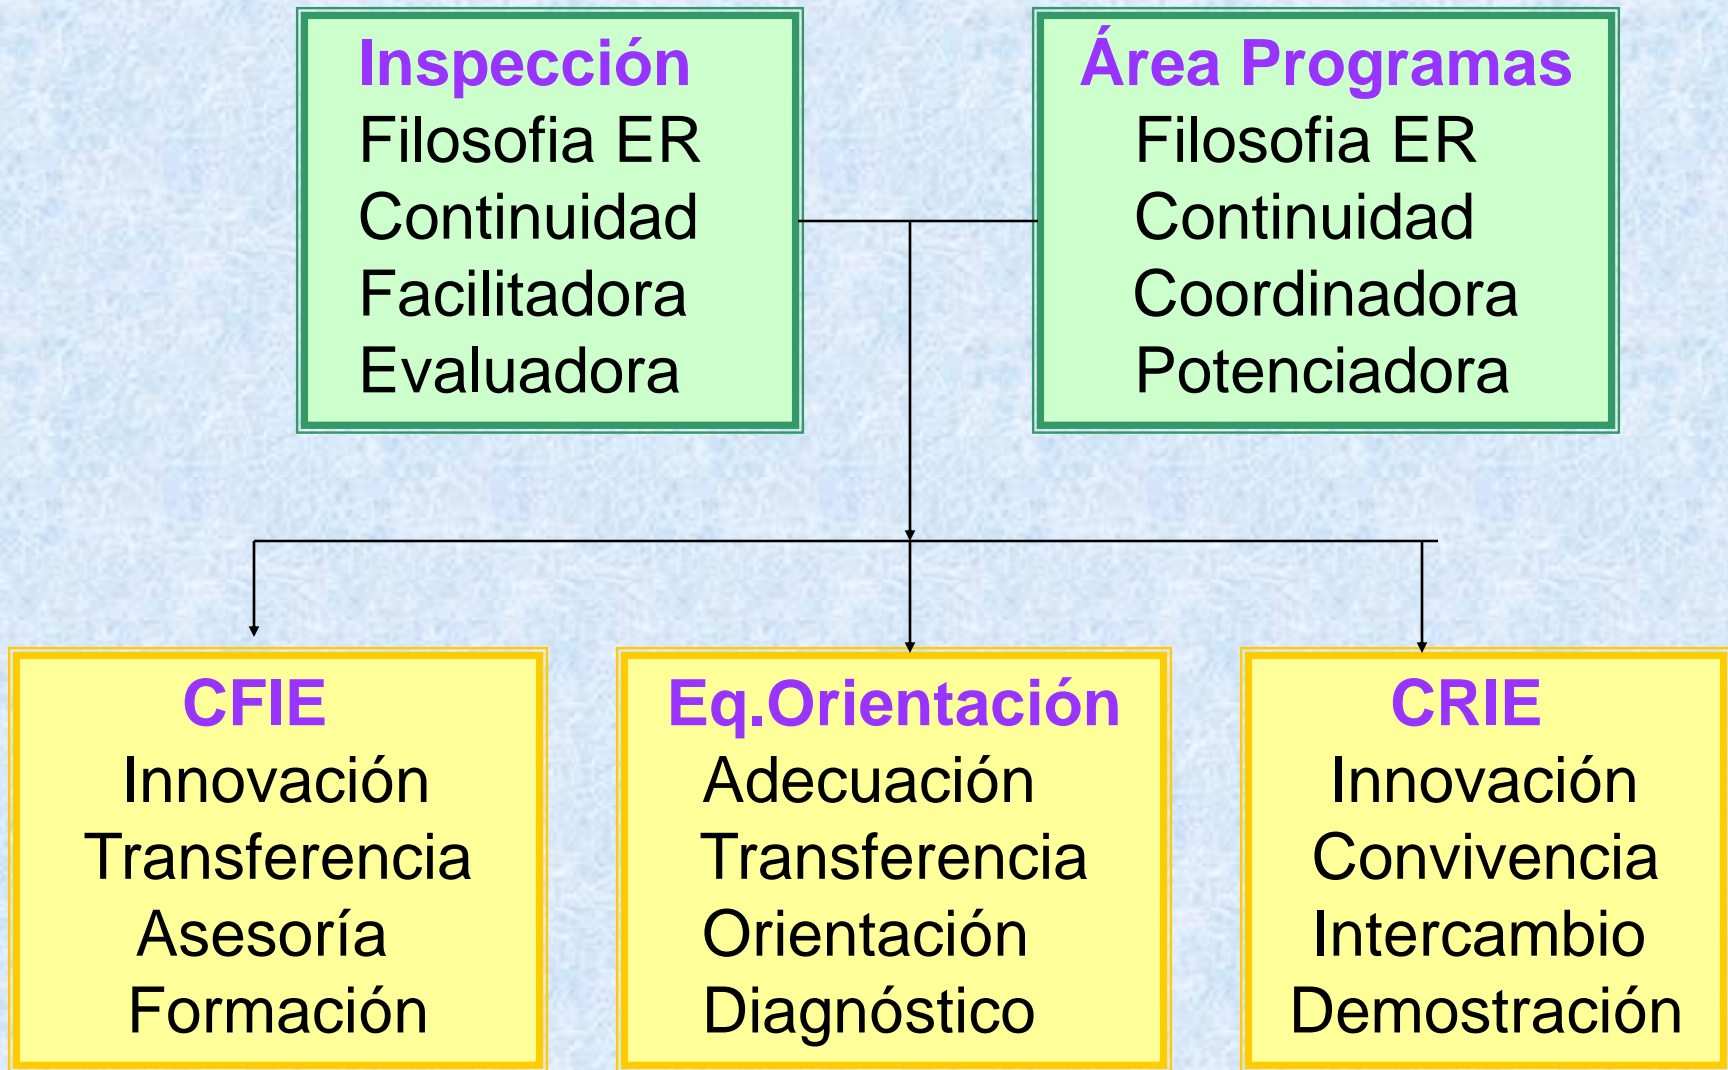 Inspección
Filosofia ER
Continuidad
Facilitadora
Evaluadora
Área Programas
Filosofia ER
Continuidad
Coordinadora
Potenciadora
CFIE
Innovación
Transferencia
Asesoría
Formación
Eq.Orientación
Adecuación
Transferencia
Orientación
Diagnóstico
CRIE
Innovación
Convivencia
Intercambio
Demostración